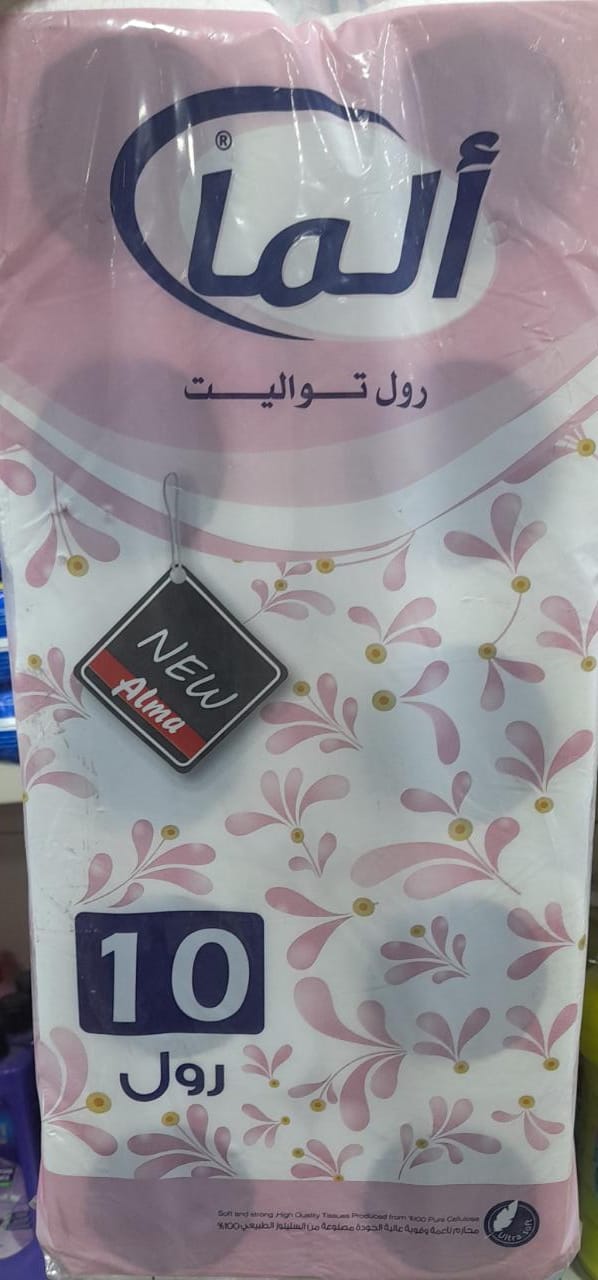 ألما
®
رول تواليت
NEW
Alma
10
رول
Soft and strong ,High Quality Tissues Produced from %100 Pure Cellulose
محارم ناعمة وقوية عالية الجودة مصنوعة من السليلوز الطبيعي 100%
Ultra Soft